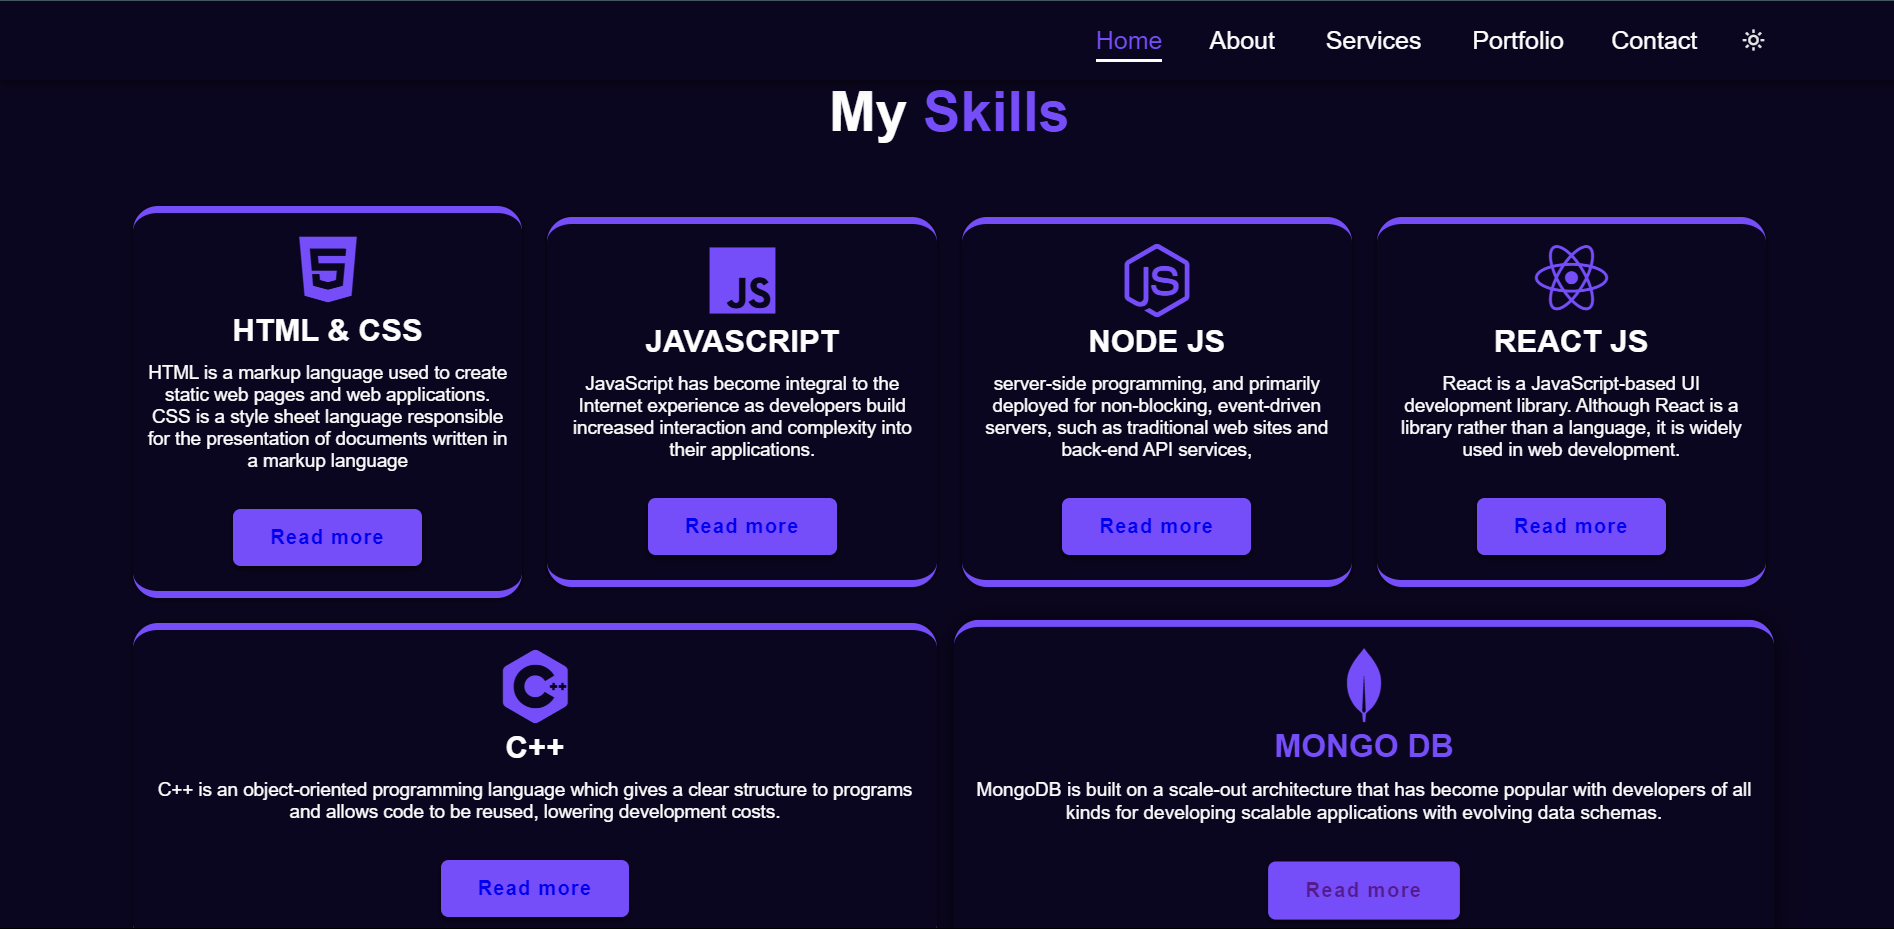 Home About Services Portfolio Contact
My Skills
HTML & CSS
HTML is a markup language used to create
static web pages and web applications.
CSS is a style sheet language responsible
for the presentation of documents written in
a markup language
Read more
JS
JAVASCRIPT
JavaScript has become integral to the
Internet experience as developers build
increased interaction and complexity into
their applications.
Read more
JS
NODE JS
server-side programming, and primarily
deployed for non-blocking, event-driven
servers, such as traditional web sites and
back-end API services,
Read more
REACT JS
React is a JavaScript-based UI
development library. Although React is a
library rather than a language, it is widely
used in web development.
Read more
C++
C++
C++ is an object-oriented programming language which gives a clear structure to programs
and allows code to be reused, lowering development costs.
Read more
MONGO DB
MongoDB is built on a scale-out architecture that has become popular with developers of all
kinds for developing scalable applications with evolving data schemas.
Read more